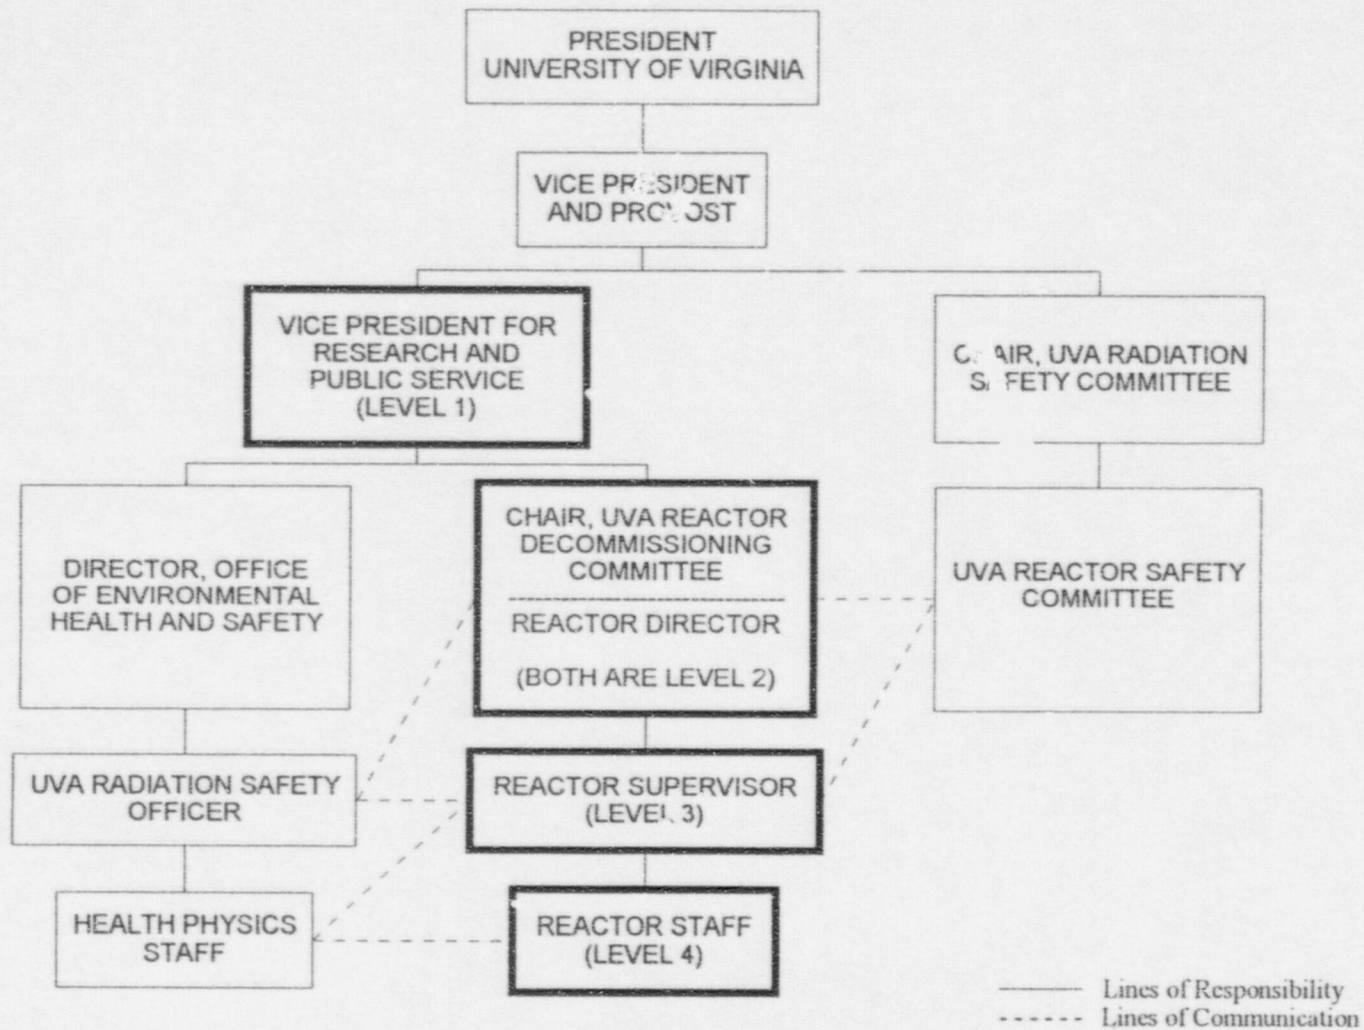 PRESIDENT
UNIVERSITY OF VIRGINIA
VICE PRESIDENT
AND PROVOST
VICE PRESIDENT FOR
RESEARCH AND
PUBLIC SERVICE
(LEVEL 1)
CHAIR, UVA RADIATION
SAFETY COMMITTEE
DIRECTOR, OFFICE
OF ENVIRONMENTAL
HEALTH AND SAFETY
CHAIR, UVA REACTOR
DECOMMISSIONING
COMMITTEE
REACTOR DIRECTOR
(BOTH ARE LEVEL 2)
UVA REACTOR SAFETY
COMMITTEE
UVA RADIATION SAFETY
OFFICER
REACTOR SUPERVISOR
(LEVEL 3)
HEALTH PHYSICS
STAFF
REACTOR STAFF
(LEVEL 4)
Lines of Responsibility
Lines of Communication